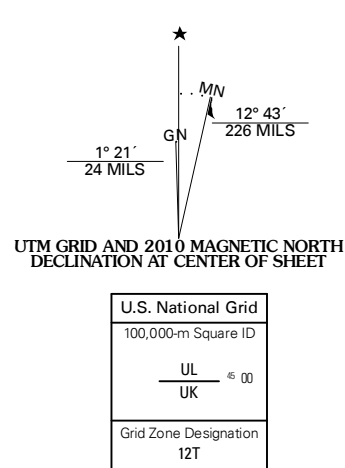 ★
MN
12° 43´
226 MILS
GN
1° 21´
24 MILS
UTM GRID AND 2010 MAGNETIC NORTH
DECLINATION AT CENTER OF SHEET
U.S. National Grid
100,000-m Square ID
UL
45 00
UK
Grid Zone Designation
12T